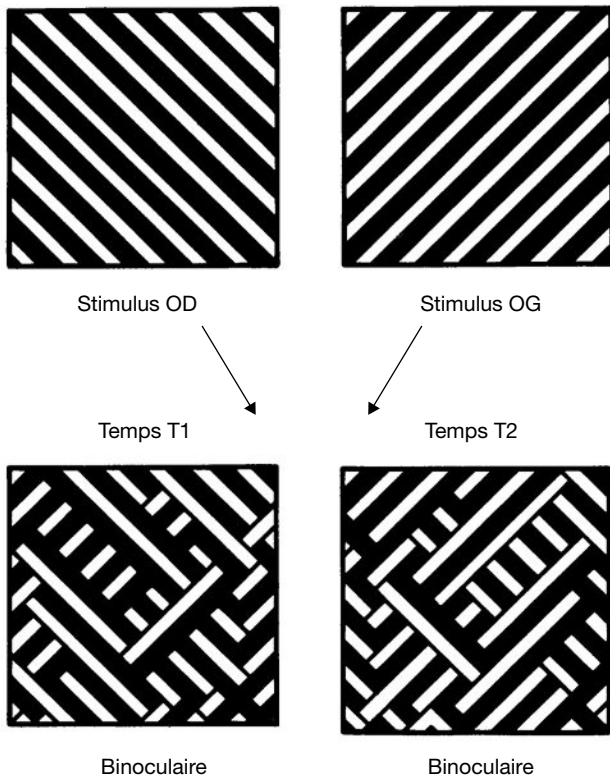 Stimulus OD
Stimulus OG
Temps T1
Temps T2
Binoculaire
Binoculaire